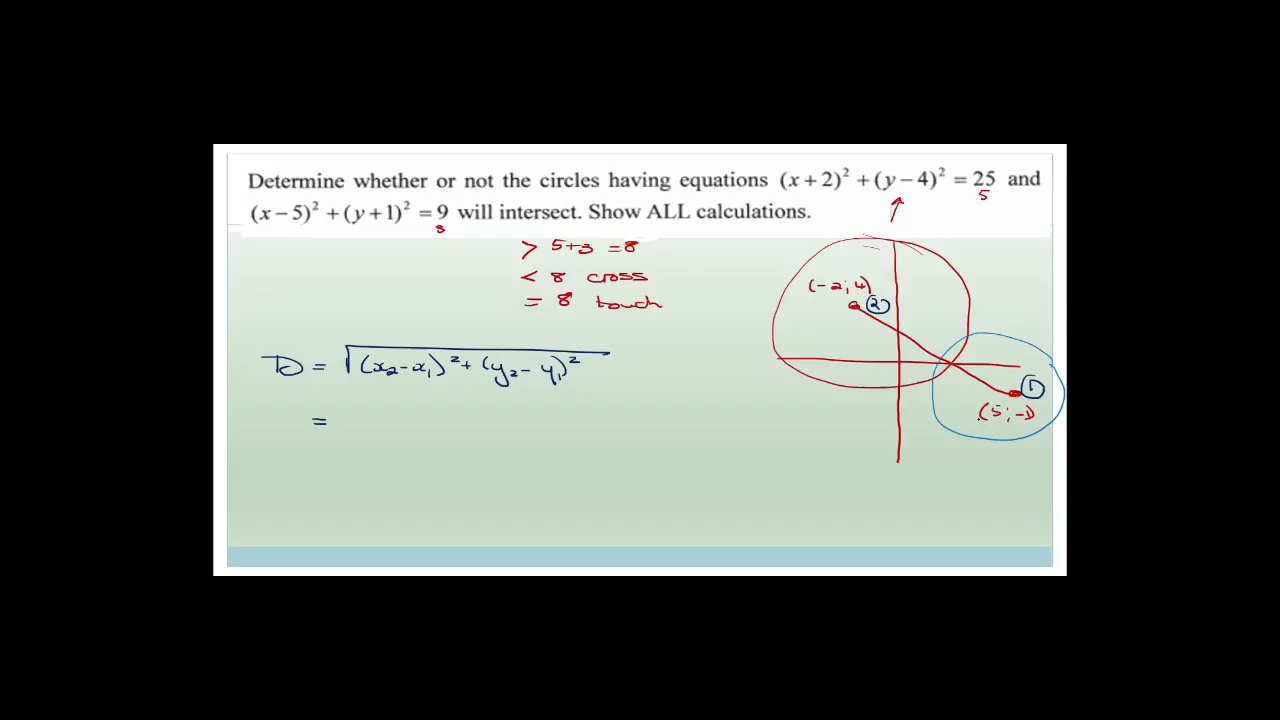 Determine whether or not the circles having equations (x + 2)² + (y − 4)² = 25 and
5
(x − 5)² + (y + 1)² = 9 will intersect. Show ALL calculations.
3
> 5+3 = 8
< 8 cross
= 8 touch
(−2; 4)
2
D = √(x₂−x₁)² + (y₂−y₁)²
1
(5; −1)
=